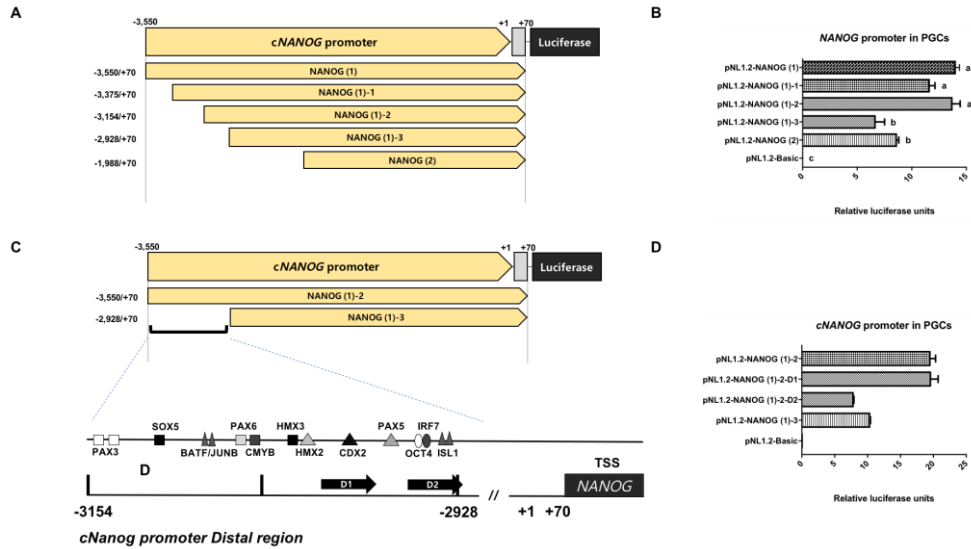 A
-3,550
+1
+70
cNANOG promoter
Luciferase
-3,550/+70
NANOG (1)
-3,375/+70
NANOG (1)-1
-3,154/+70
NANOG (1)-2
-2,928/+70
NANOG (1)-3
-1,988/+70
NANOG (2)
B
NANOG promoter in PGCs
pNL1.2-NANOG (1)
a
pNL1.2-NANOG (1)-1
a
pNL1.2-NANOG (1)-2
a
pNL1.2-NANOG (1)-3
b
pNL1.2-NANOG (2)
b
pNL1.2-Basic
c
0 5 10 15
Relative luciferase units
C
-3,550
+1
+70
cNANOG promoter
Luciferase
-3,550/+70
NANOG (1)-2
-2,928/+70
NANOG (1)-3
SOX5 PAX6 HMX3 PAX5 IRF7
PAX3 BATF/JUNB CMYB HMX2 CDX2 OCT4 ISL1
D
D1
D2
TSS
NANOG
//
-3154
-2928
+1
+70
cNanog promoter Distal region
D
cNANOG promoter in PGCs
pNL1.2-NANOG (1)-2
pNL1.2-NANOG (1)-2-D1
pNL1.2-NANOG (1)-2-D2
pNL1.2-NANOG (1)-3
pNL1.2-Basic
0 5 10 15 20 25
Relative luciferase units